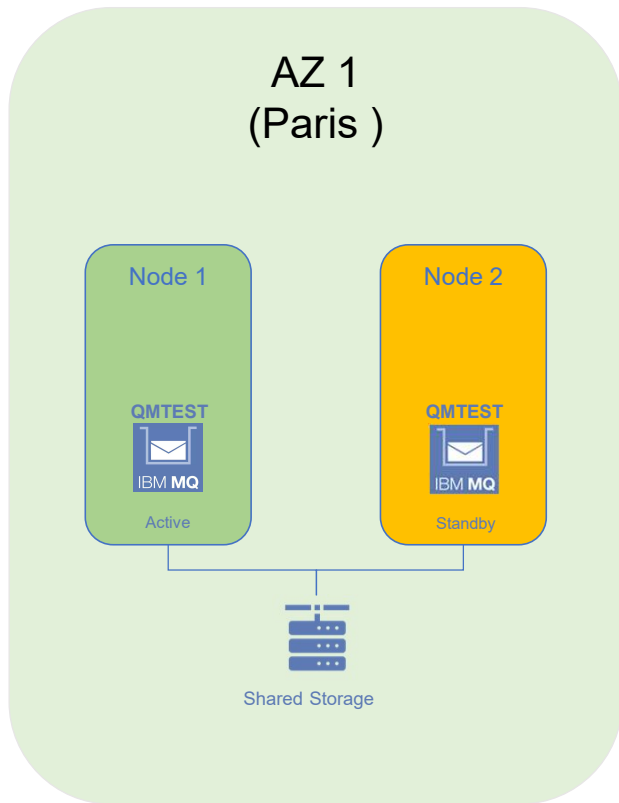 AZ 1
(Paris )
Node 1
Node 2
QMTEST
QMTEST
IBM MQ
IBM MQ
Active
Standby
Shared Storage